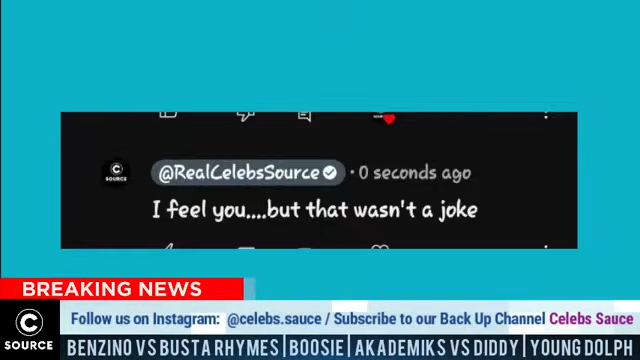 C
SOURCE
@RealCelebsSource · 0 seconds ago
I feel you....but that wasn't a joke
BREAKING NEWS
C
SOURCE
Follow us on Instagram: @celebs.sauce / Subscribe to our Back Up Channel Celebs Sauce
BENZINO VS BUSTA RHYMES | BOOSIE | AKADEMIKS VS DIDDY | YOUNG DOLPH